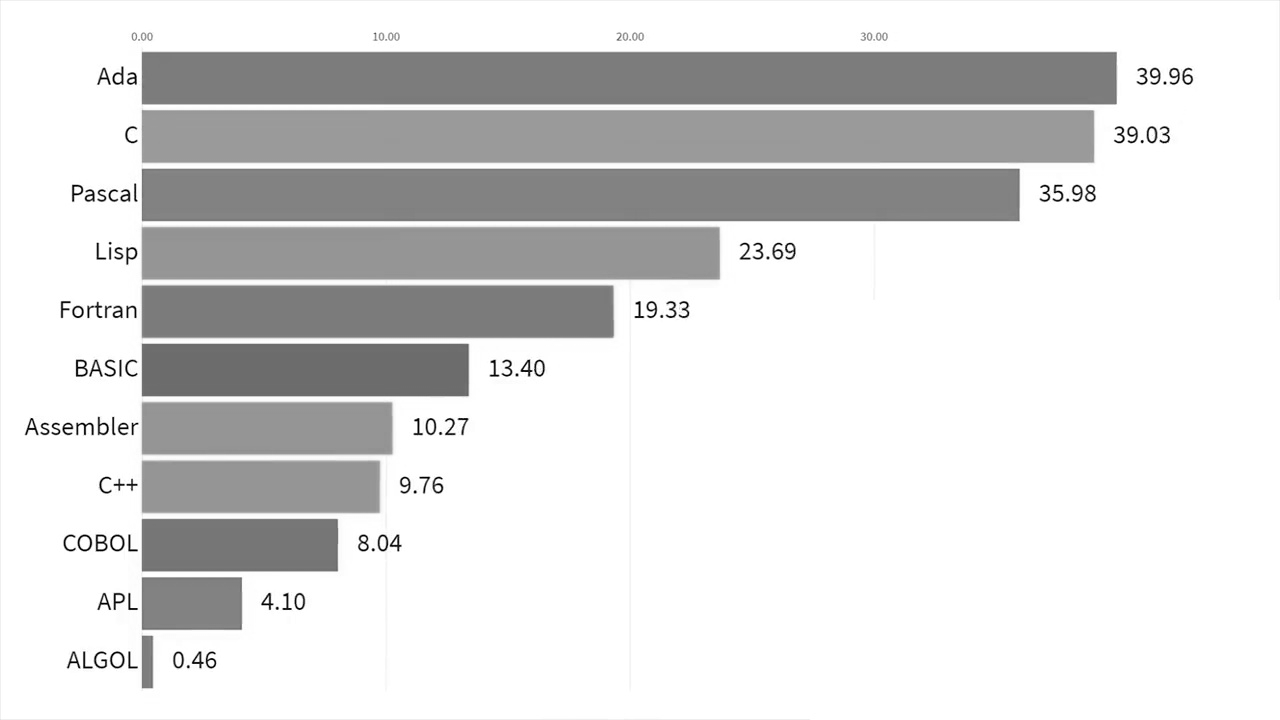 0.00 10.00 20.00 30.00
Ada 39.96
C 39.03
Pascal 35.98
Lisp 23.69
Fortran 19.33
BASIC 13.40
Assembler 10.27
C++ 9.76
COBOL 8.04
APL 4.10
ALGOL 0.46